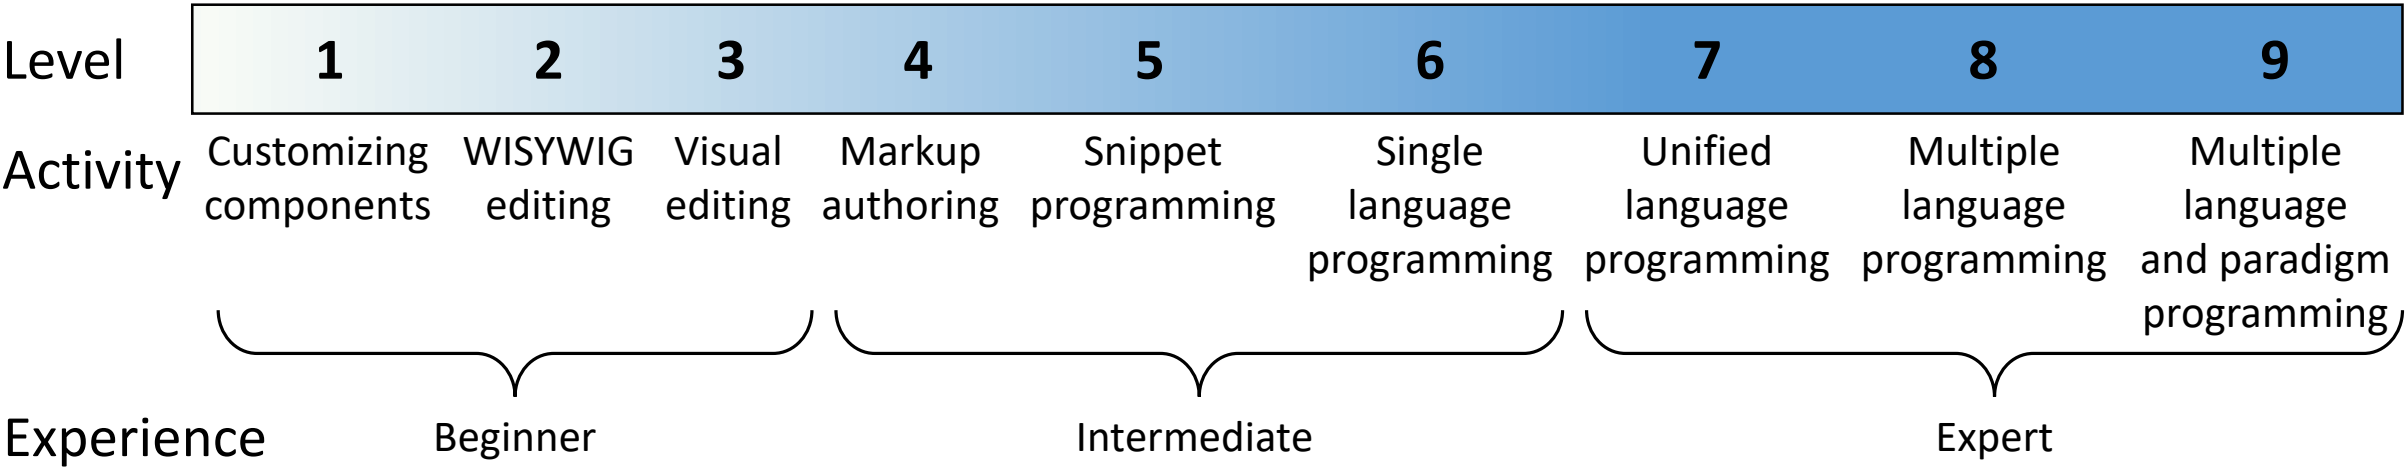 Level 1 2 3 4 5 6 7 8 9
Activity
Customizing
components
WISYWIG
editing
Visual
editing
Markup
authoring
Snippet
programming
Single
language
programming
Unified
language
programming
Multiple
language
programming
Multiple
language
and paradigm
programming
Experience Beginner Intermediate Expert